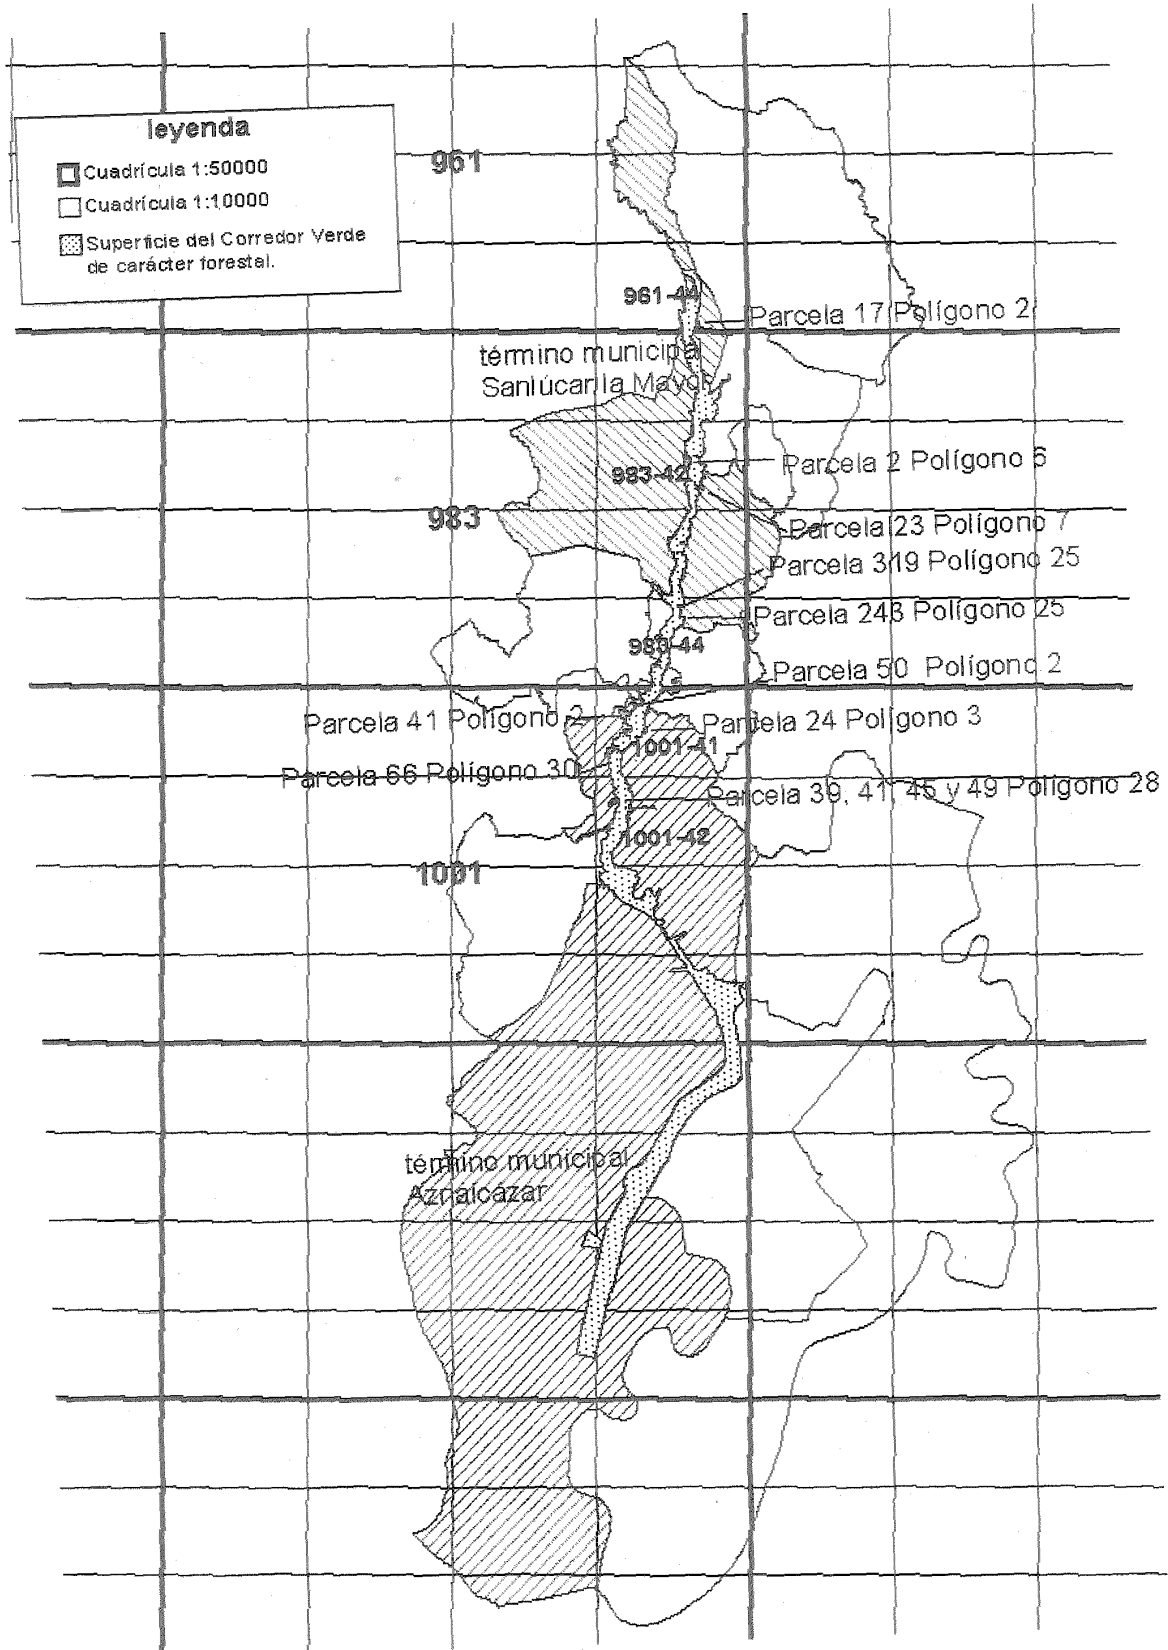 leyenda
Cuadrícula 1:50000
Cuadrícula 1:10000
Superficie del Corredor Verde
de carácter forestal.
961
961-44
Parcela 17 Polígono 2
término municipal
Sanlúcar la Mayor
Parcela 2 Polígono 6
983-42
983
Parcela 23 Polígono 7
Parcela 319 Polígono 25
Parcela 243 Polígono 25
983-44
Parcela 50 Polígono 2
Parcela 41 Polígono 2
Parcela 24 Polígono 3
1001-41
Parcela 66 Polígono 30
Parcela 39, 41, 45 y 49 Polígono 28
1001-42
1001
término municipal
Aznalcázar